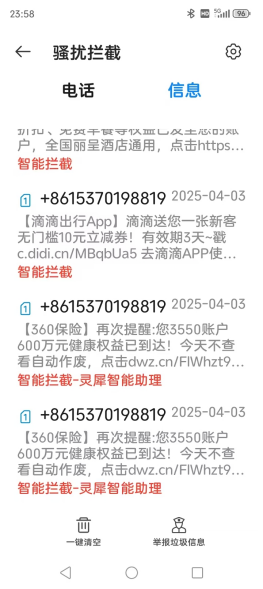 23:58
HD 5G 96
骚扰拦截
电话 信息
折扣、免费早餐等权益已发至您的账
户，全国丽呈酒店通用，点击https...
智能拦截
1 +8615370198819 2025-04-03
【滴滴出行App】滴滴送您一张新客
无门槛10元立减券！有效期3天~戳
c.didi.cn/MBqbUa5 去滴滴APP使...
智能拦截
1 +8615370198819 2025-04-03
【360保险】再次提醒:您3550账户
600万元健康权益已到达！今天不查
看自动作废，点击dwz.cn/FlWhzt9...
智能拦截-灵犀智能助理
1 +8615370198819 2025-04-03
【360保险】再次提醒:您3550账户
600万元健康权益已到达！今天不查
看自动作废，点击dwz.cn/FlWhzt9...
智能拦截-灵犀智能助理
一键清空 举报垃圾信息